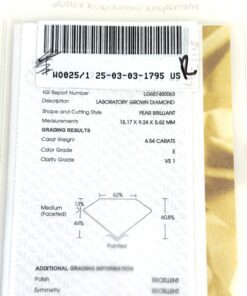 International Gemological Institute
W0025/1 25-03-03-1795 US
R
IGI Report Number LG657450063
Description LABORATORY GROWN DIAMOND
Shape and Cutting Style PEAR BRILLIANT
Measurements 15.17 X 9.24 X 5.62 MM
GRADING RESULTS
Carat Weight 4.54 CARATS
Color Grade E
Clarity Grade VS 1
62%
Medium
(Faceted)
15%
44%
60.8%
Pointed
ADDITIONAL GRADING INFORMATION
Polish EXCELLENT
Symmetry EXCELLENT